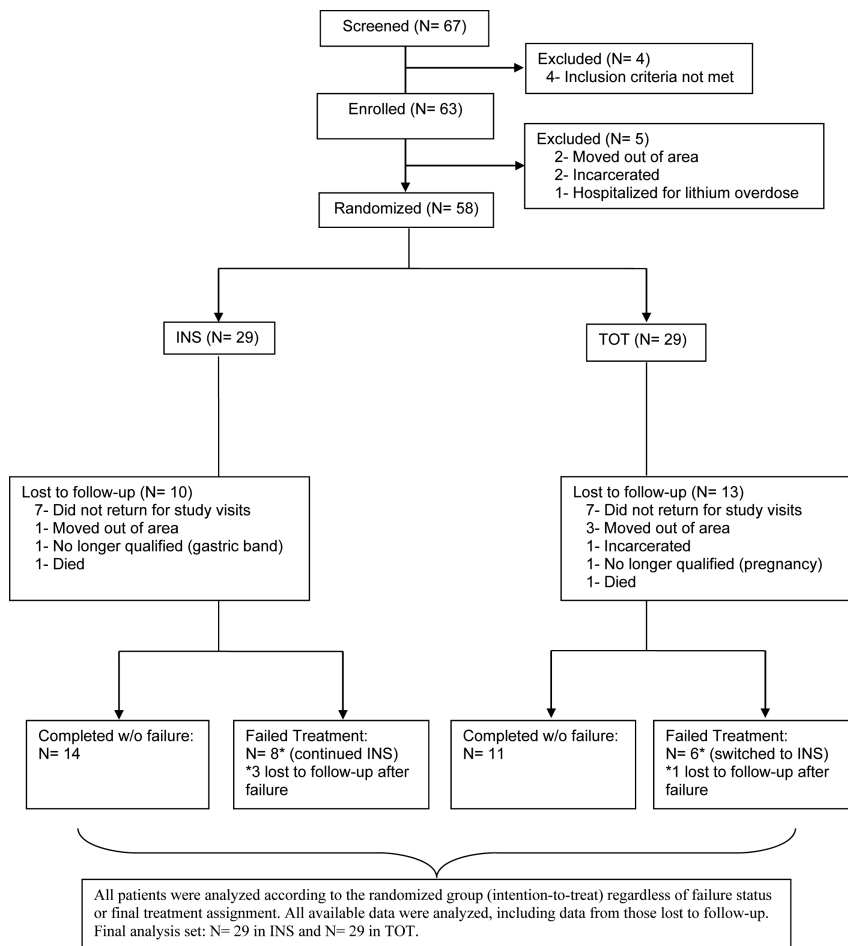 Screened (N= 67)
Excluded (N= 4)
4- Inclusion criteria not met
Enrolled (N= 63)
Excluded (N= 5)
2- Moved out of area
2- Incarcerated
1- Hospitalized for lithium overdose
Randomized (N= 58)
INS (N= 29)
TOT (N= 29)
Lost to follow-up (N= 10)
7- Did not return for study visits
1- Moved out of area
1- No longer qualified (gastric band)
1- Died
Lost to follow-up (N= 13)
7- Did not return for study visits
3- Moved out of area
1- Incarcerated
1- No longer qualified (pregnancy)
1- Died
Completed w/o failure:
N= 14
Failed Treatment:
N= 8* (continued INS)
*3 lost to follow-up after
failure
Completed w/o failure:
N= 11
Failed Treatment:
N= 6* (switched to INS)
*1 lost to follow-up after
failure
All patients were analyzed according to the randomized group (intention-to-treat) regardless of failure status
or final treatment assignment. All available data were analyzed, including data from those lost to follow-up.
Final analysis set: N= 29 in INS and N= 29 in TOT.